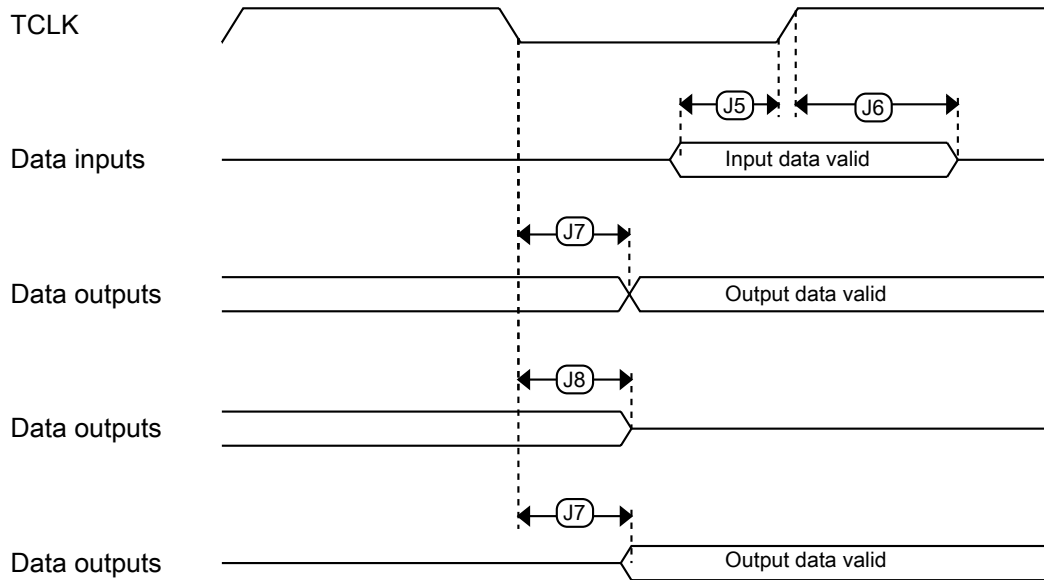 TCLK
J5
J6
Data inputs
Input data valid
J7
Data outputs
Output data valid
J8
Data outputs
J7
Data outputs
Output data valid